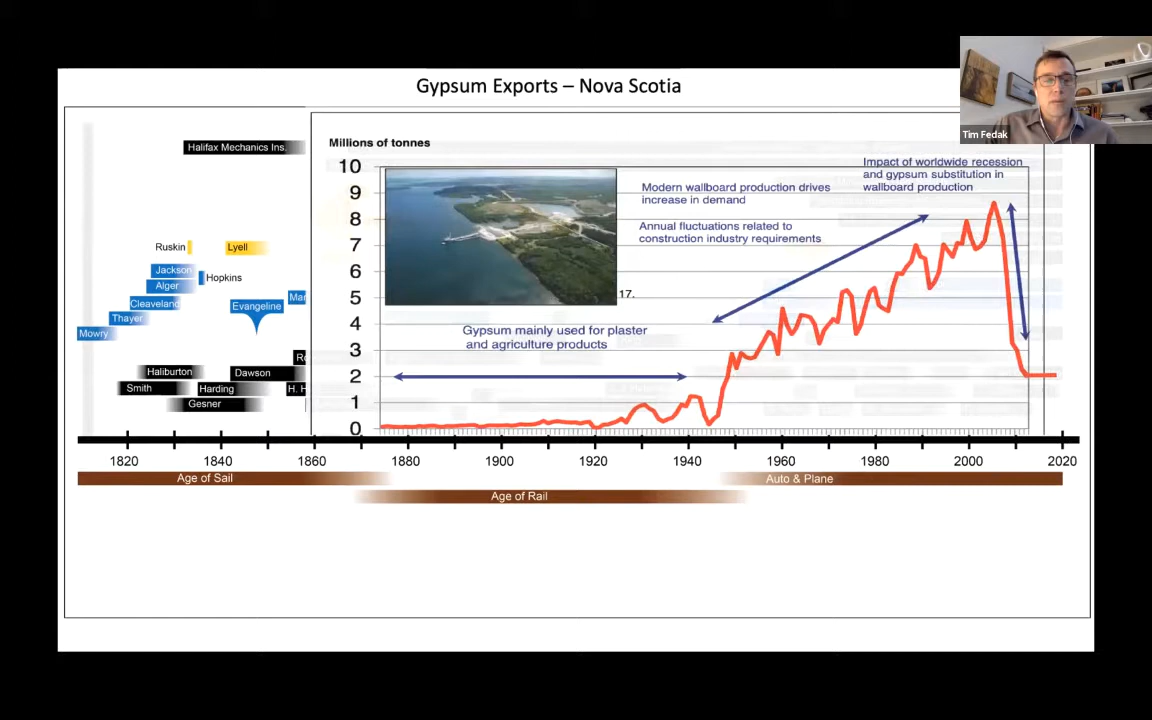 Gypsum Exports – Nova Scotia
Tim Fedak
Halifax Mechanics Ins.
Millions of tonnes
10
9
8
7
6
5
4
3
2
1
0
Impact of worldwide recession
and gypsum substitution in
wallboard production
Modern wallboard production drives
increase in demand
Annual fluctuations related to
construction industry requirements
17.
Gypsum mainly used for plaster
and agriculture products
Ruskin
Lyell
Jackson
Hopkins
Alger
Cleaveland
Evangeline
Thayer
Mowry
Haliburton
Dawson
Smith
Harding
H. H
Gesner
1820 1840 1860 1880 1900 1920 1940 1960 1980 2000 2020
Age of Sail
Auto & Plane
Age of Rail